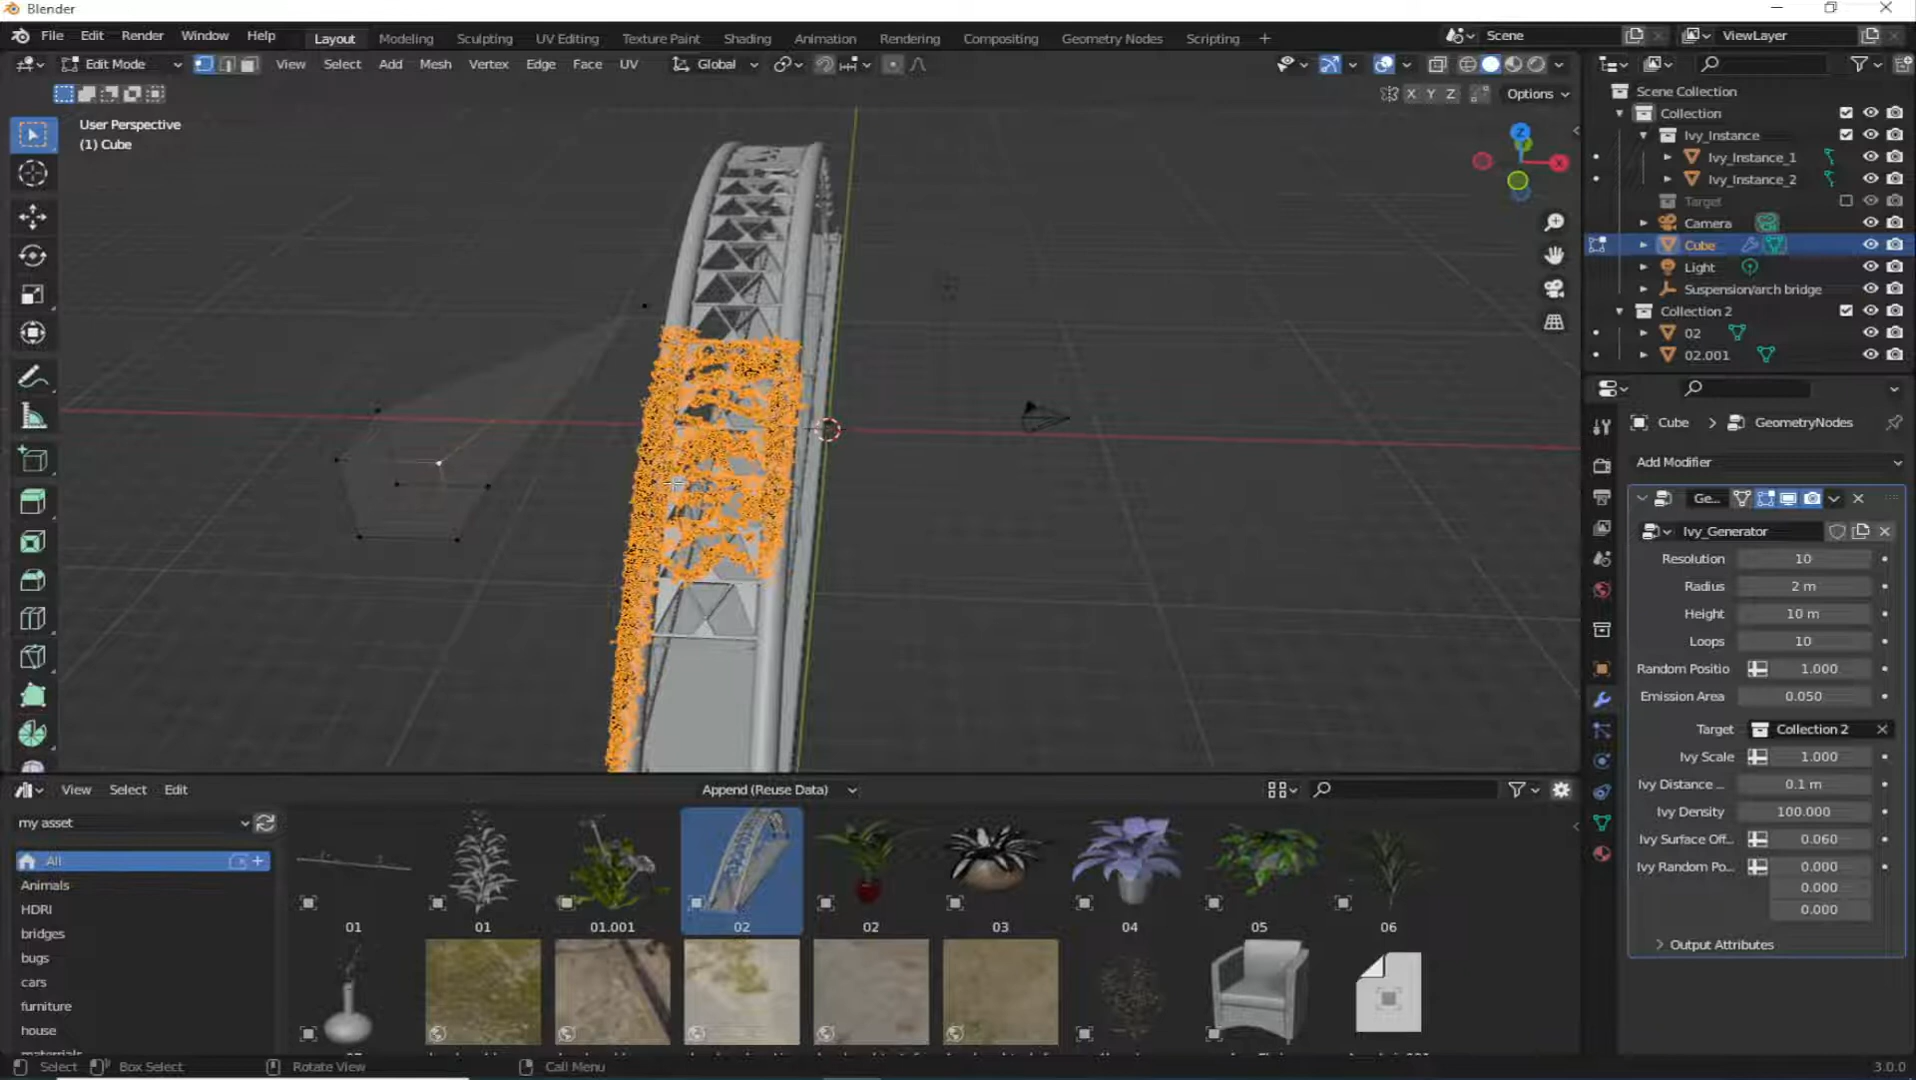 Blender
File Edit Render Window Help Layout Modeling Sculpting UV Editing Texture Paint Shading Animation Rendering Compositing Geometry Nodes Scripting + Scene ViewLayer
Edit Mode View Select Add Mesh Vertex Edge Face UV Global
X Y Z Options
User Perspective
(1) Cube
Z
X
Scene Collection
Collection
Ivy_Instance
Ivy_Instance_1
Ivy_Instance_2
Target
Camera
Cube
Light
Suspension/arch bridge
Collection 2
02
02.001
Cube > GeometryNodes
Add Modifier
Ge...
Ivy_Generator
Resolution 10
Radius 2 m
Height 10 m
Loops 10
Random Positio 1.000
Emission Area 0.050
Target Collection 2
Ivy Scale 1.000
Ivy Distance ... 0.1 m
Ivy Density 100.000
Ivy Surface Off... 0.060
Ivy Random Po... 0.000
0.000
0.000
Output Attributes
View Select Edit Append (Reuse Data)
my asset
All
Animals
HDRI
bridges
bugs
cars
furniture
house
01 01 01.001 02 02 03 04 05 06
Select Box Select Rotate View Call Menu 3.0.0